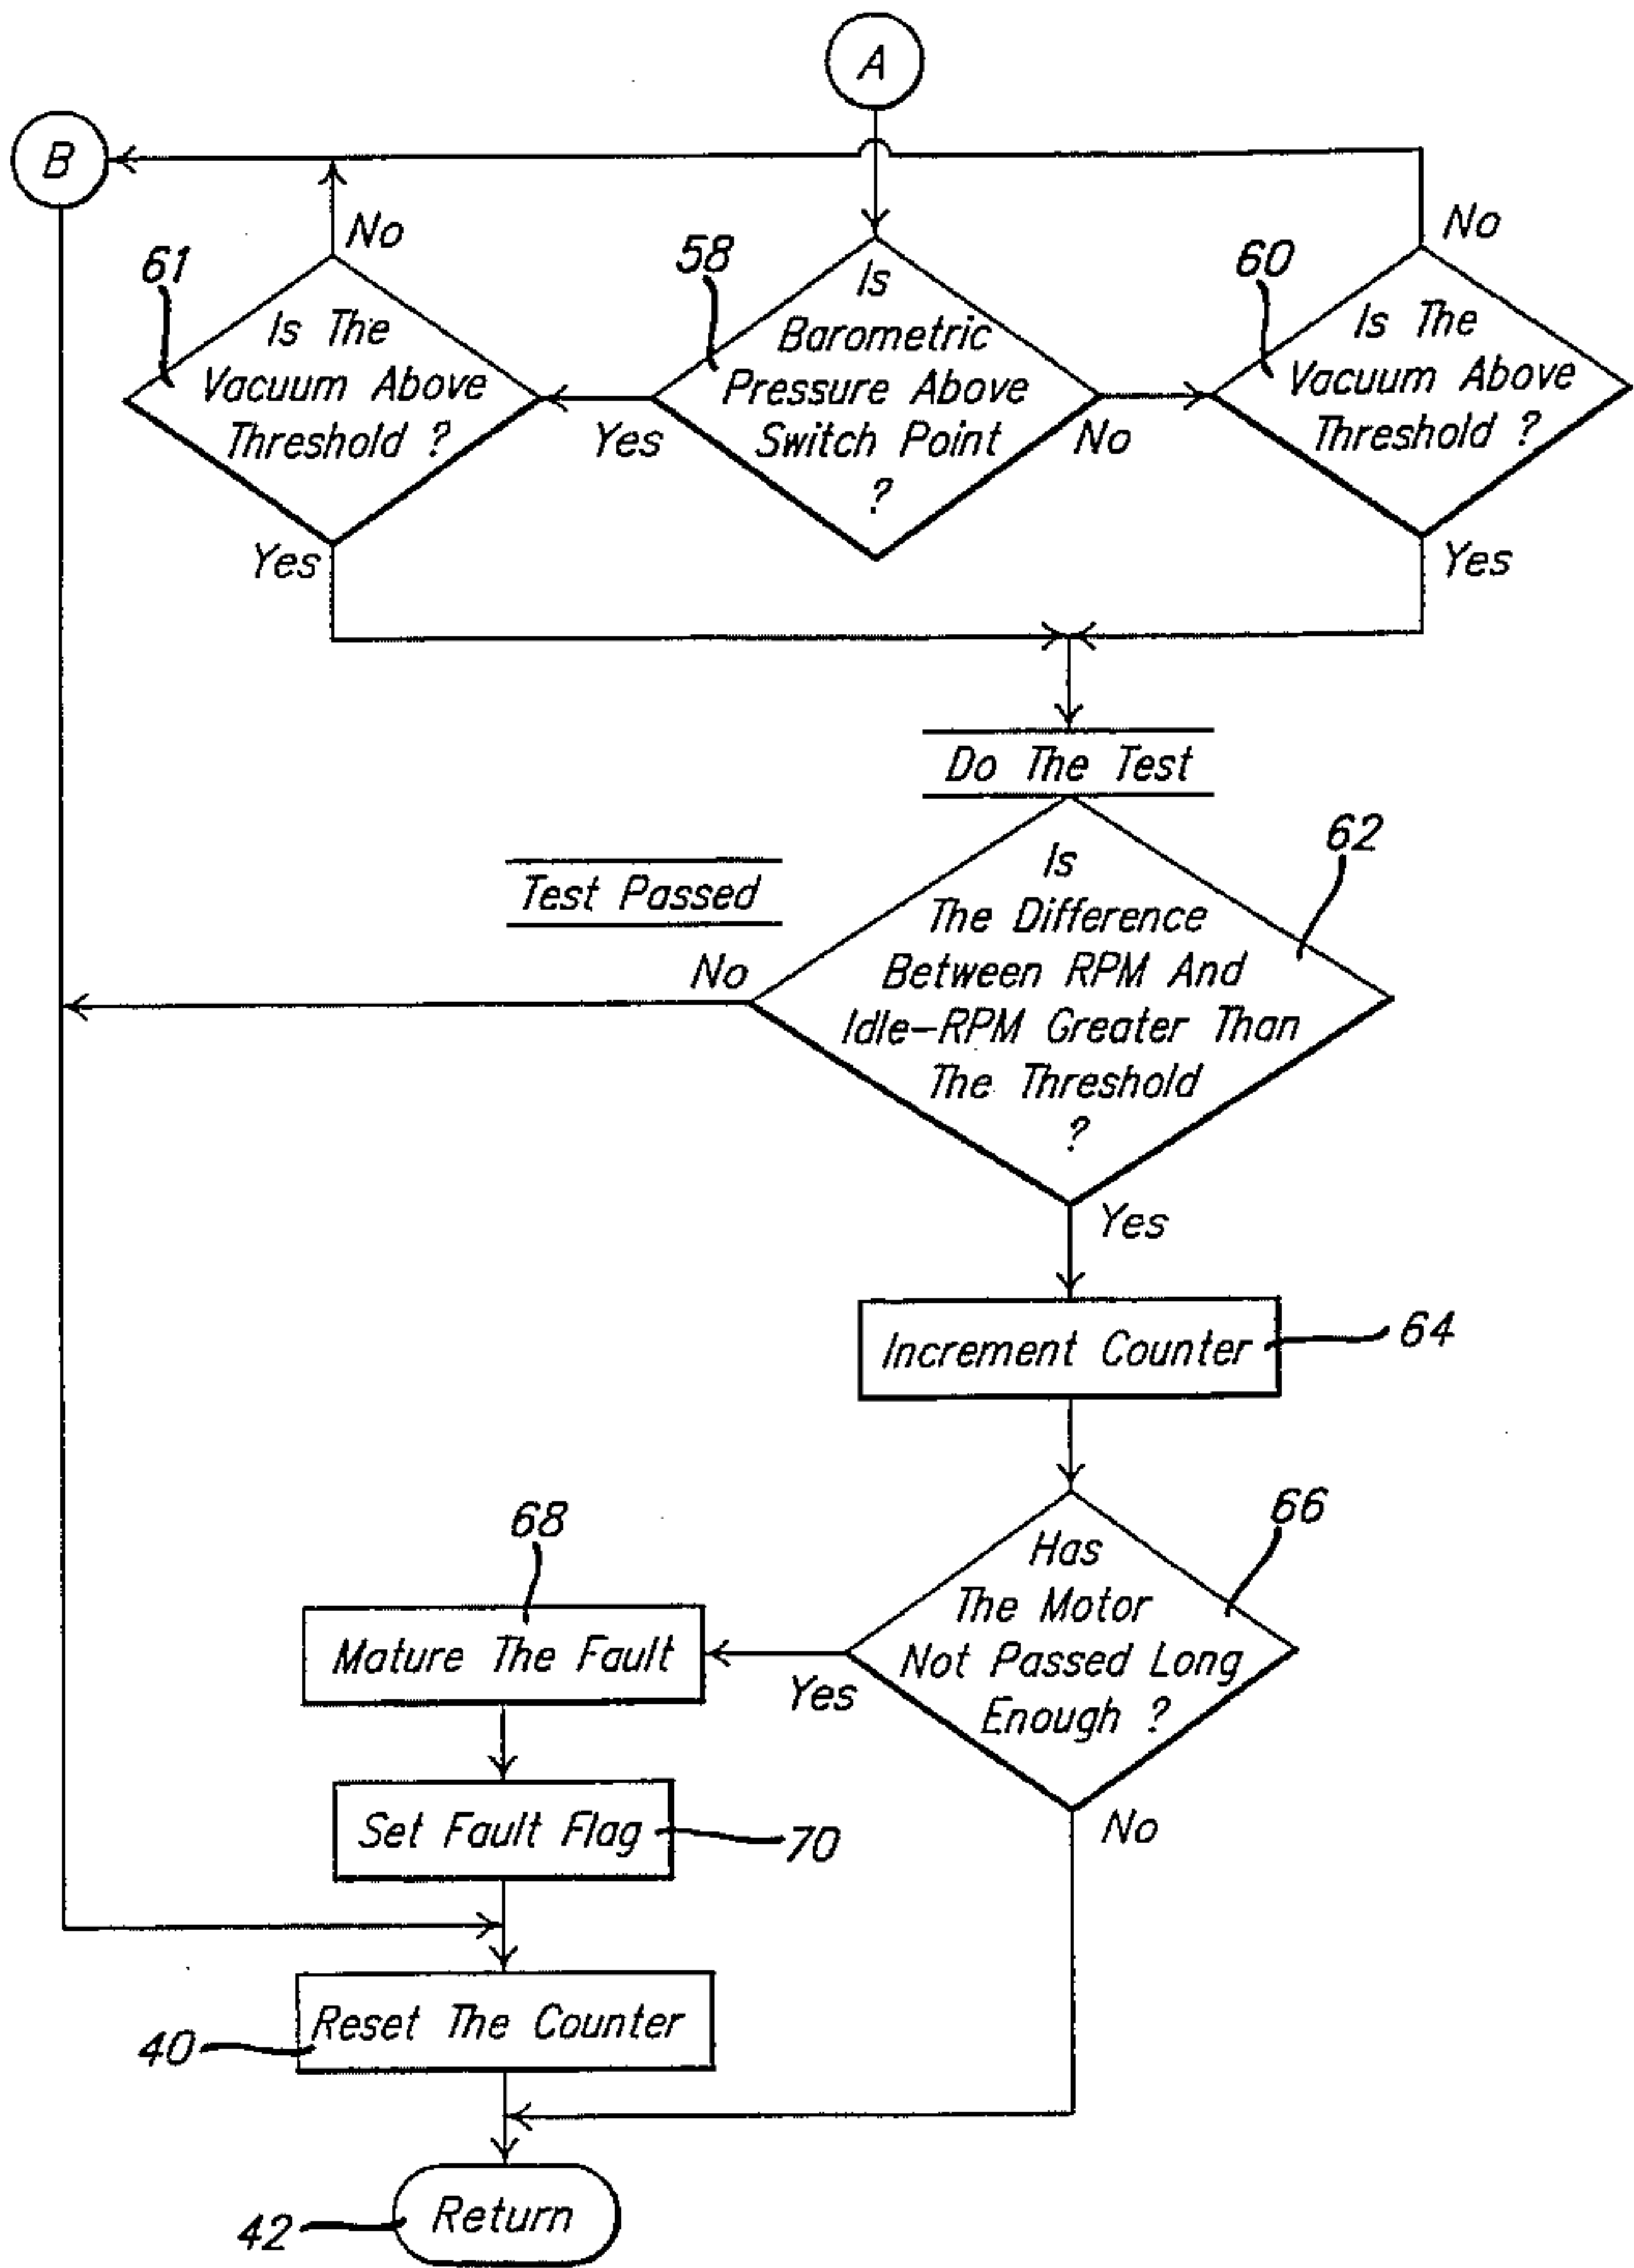 A
B
No
61
Is The
Vacuum Above
Threshold ?
Yes
58
Is
Barometric
Pressure Above
Switch Point
?
Yes
No
60
No
Is The
Vacuum Above
Threshold ?
Yes
Do The Test
Test Passed
No
62
Is
The Difference
Between RPM And
Idle-RPM Greater Than
The Threshold
?
Yes
Increment Counter
64
66
Has
The Motor
Not Passed Long
Enough ?
Yes
No
68
Mature The Fault
Set Fault Flag
70
Reset The Counter
40
Return
42